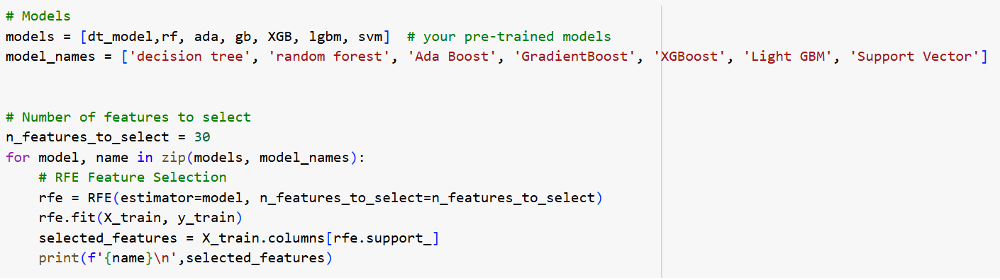 # Models
models = [dt_model,rf, ada, gb, XGB, lgbm, svm]  # your pre-trained models
model_names = ['decision tree', 'random forest', 'Ada Boost', 'GradientBoost', 'XGBoost', 'Light GBM', 'Support Vector']
# Number of features to select
n_features_to_select = 30
for model, name in zip(models, model_names):
    # RFE Feature Selection
    rfe = RFE(estimator=model, n_features_to_select=n_features_to_select)
    rfe.fit(X_train, y_train)
    selected_features = X_train.columns[rfe.support_]
    print(f'{name}\n',selected_features)